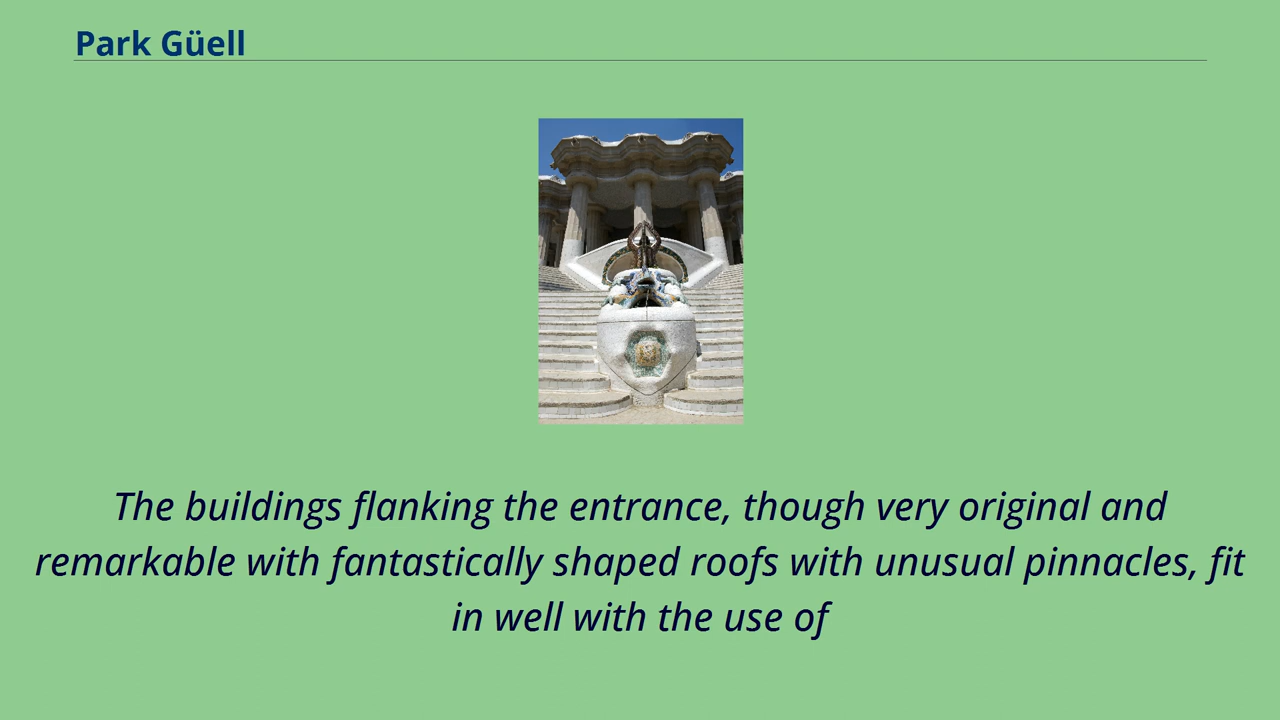 Park Güell
The buildings flanking the entrance, though very original and
remarkable with fantastically shaped roofs with unusual pinnacles, fit
in well with the use of